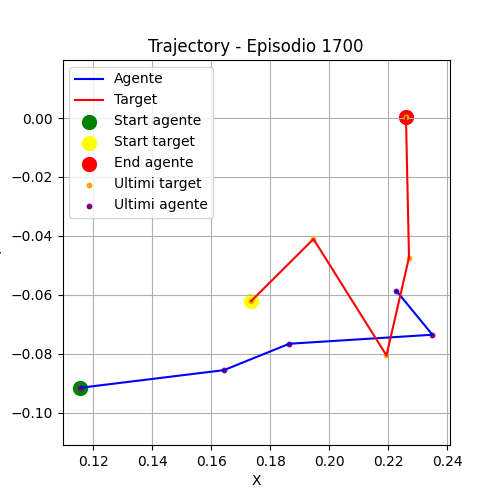 Trajectory - Episodio 1700
Agente
Target
Start agente
Start target
End agente
Ultimi target
Ultimi agente
0.00
−0.02
−0.04
−0.06
−0.08
−0.10
0.12 0.14 0.16 0.18 0.20 0.22 0.24
X